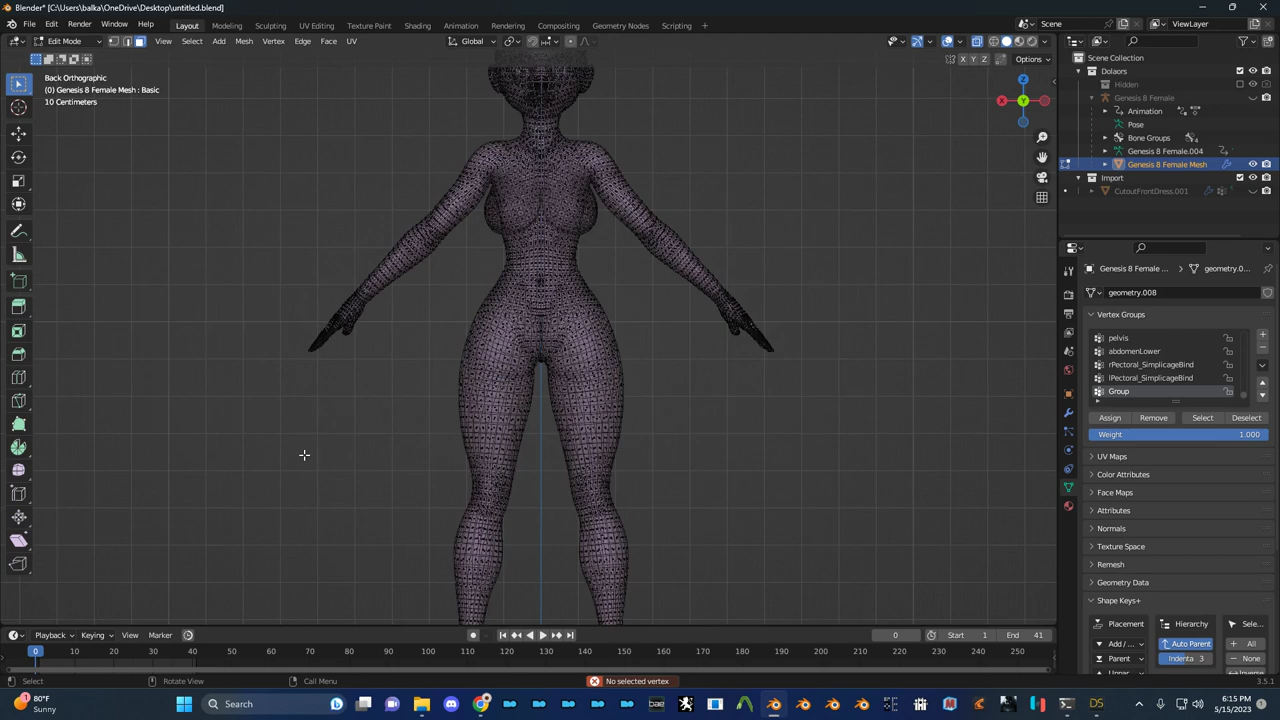 Blender* [C:\Users\balka\OneDrive\Desktop\untitled.blend]
File Edit Render Window Help Layout Modeling Sculpting UV Editing Texture Paint Shading Animation Rendering Compositing Geometry Nodes Scripting + Scene ViewLayer
Edit Mode View Select Add Mesh Vertex Edge Face UV Global
X Y Z Options
Back Orthographic
(0) Genesis 8 Female Mesh : Basic
10 Centimeters
Z
X
Y
Scene Collection
Dolaors
Hidden
Genesis 8 Female
Animation
Pose
Bone Groups
Genesis 8 Female.004
Genesis 8 Female Mesh
Import
CutoutFrontDress.001
Genesis 8 Female ... > geometry.0...
geometry.008
Vertex Groups
pelvis
abdomenLower
rPectoral_SimplicageBind
lPectoral_SimplicageBind
Group
Assign Remove Select Deselect
Weight 1.000
UV Maps
Color Attributes
Face Maps
Attributes
Normals
Texture Space
Remesh
Geometry Data
Shape Keys+
Placement Hierarchy Sele...
Add / ... Auto Parent All
Parent Indenta 3 None
Playback Keying View Marker 0 Start 1 End 41
0 10 20 30 40 50 60 70 80 90 100 110 120 130 140 150 160 170 180 190 200 210 220 230 240 250
Select Rotate View Call Menu No selected vertex 3.5.1
80°F
Sunny
Search
bae
DS
6:15 PM
5/15/2023